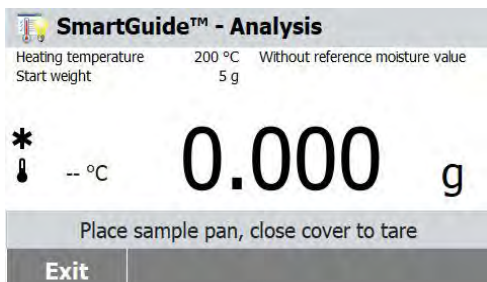 SmartGuide™ - Analysis
Heating temperature 200 °C Without reference moisture value
Start weight 5 g
* 0.000 g
-- °C
Place sample pan, close cover to tare
Exit